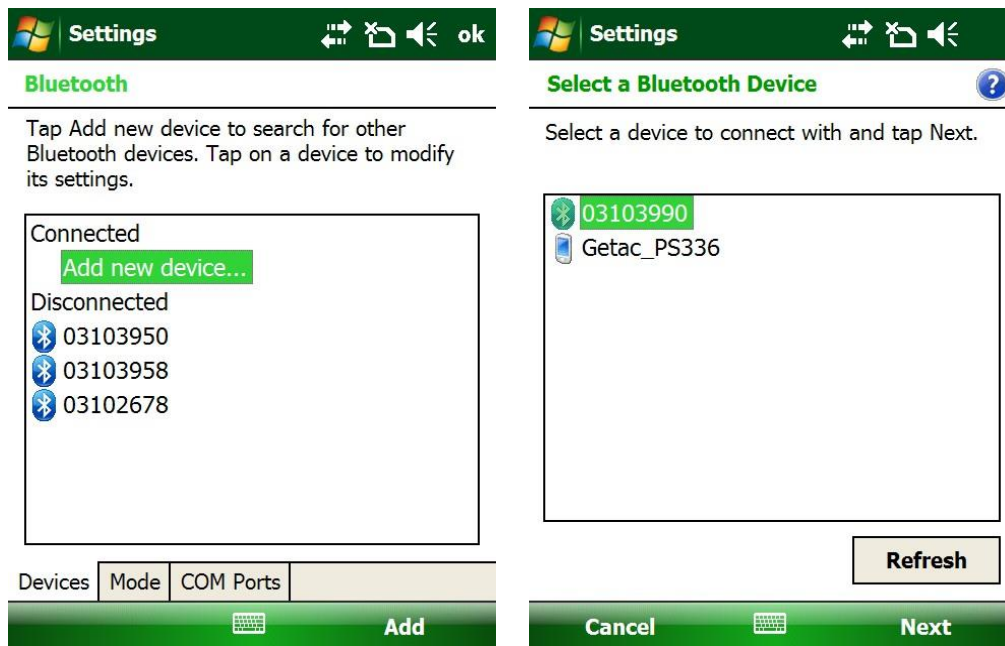 Settings
ok
Bluetooth
Tap Add new device to search for other
Bluetooth devices. Tap on a device to modify
its settings.
Connected
Add new device...
Disconnected
03103950
03103958
03102678
Devices
Mode
COM Ports
Add
Settings
Select a Bluetooth Device
?
Select a device to connect with and tap Next.
03103990
Getac_PS336
Refresh
Cancel
Next